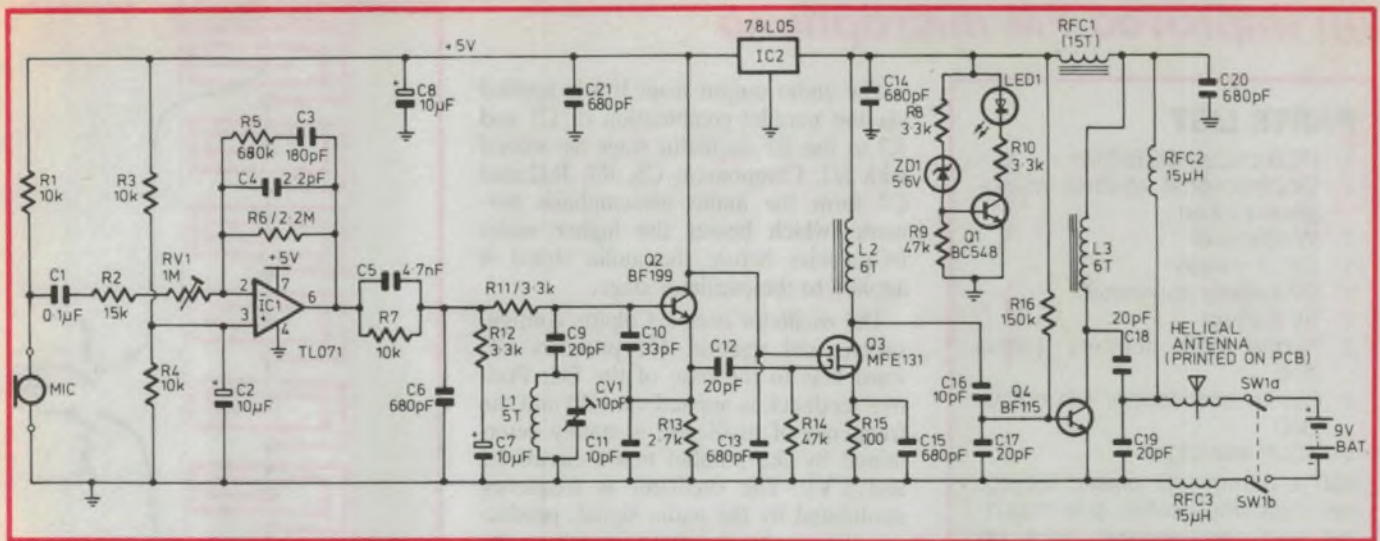 78L05
IC2
RFC1
(15T)
+5V
C8
10µF
C21
680pF
C14
680pF
LED1
R8
3·3k
R10
3·3k
ZD1
5·6V
R9
47k
Q1
BC548
C20
680pF
RFC2
15µH
R1
10k
R3
10k
R5
680k
C3
180pF
C4
2·2pF
R6/2·2M
+5V
RV1
1M
C1
0·1µF
R2
15k
2
7
IC1
6
3
4
TL071
R4
10k
C2
10µF
MIC
C5
4·7nF
R7
10k
C6
680pF
R11/3·3k
R12
3·3k
C7
10µF
C9
20pF
L1
5T
CV1
10pF
C10
33pF
C11
10pF
Q2
BF199
C12
20pF
R13
2·7k
C13
680pF
R14
47k
L2
6T
Q3
MFE131
R15
100
C15
680pF
C16
10pF
C17
20pF
R16
150k
Q4
BF115
L3
6T
20pF
C18
C19
20pF
HELICAL
ANTENNA
(PRINTED ON PCB)
SW1a
9V
BAT.
RFC3
15µH
SW1b